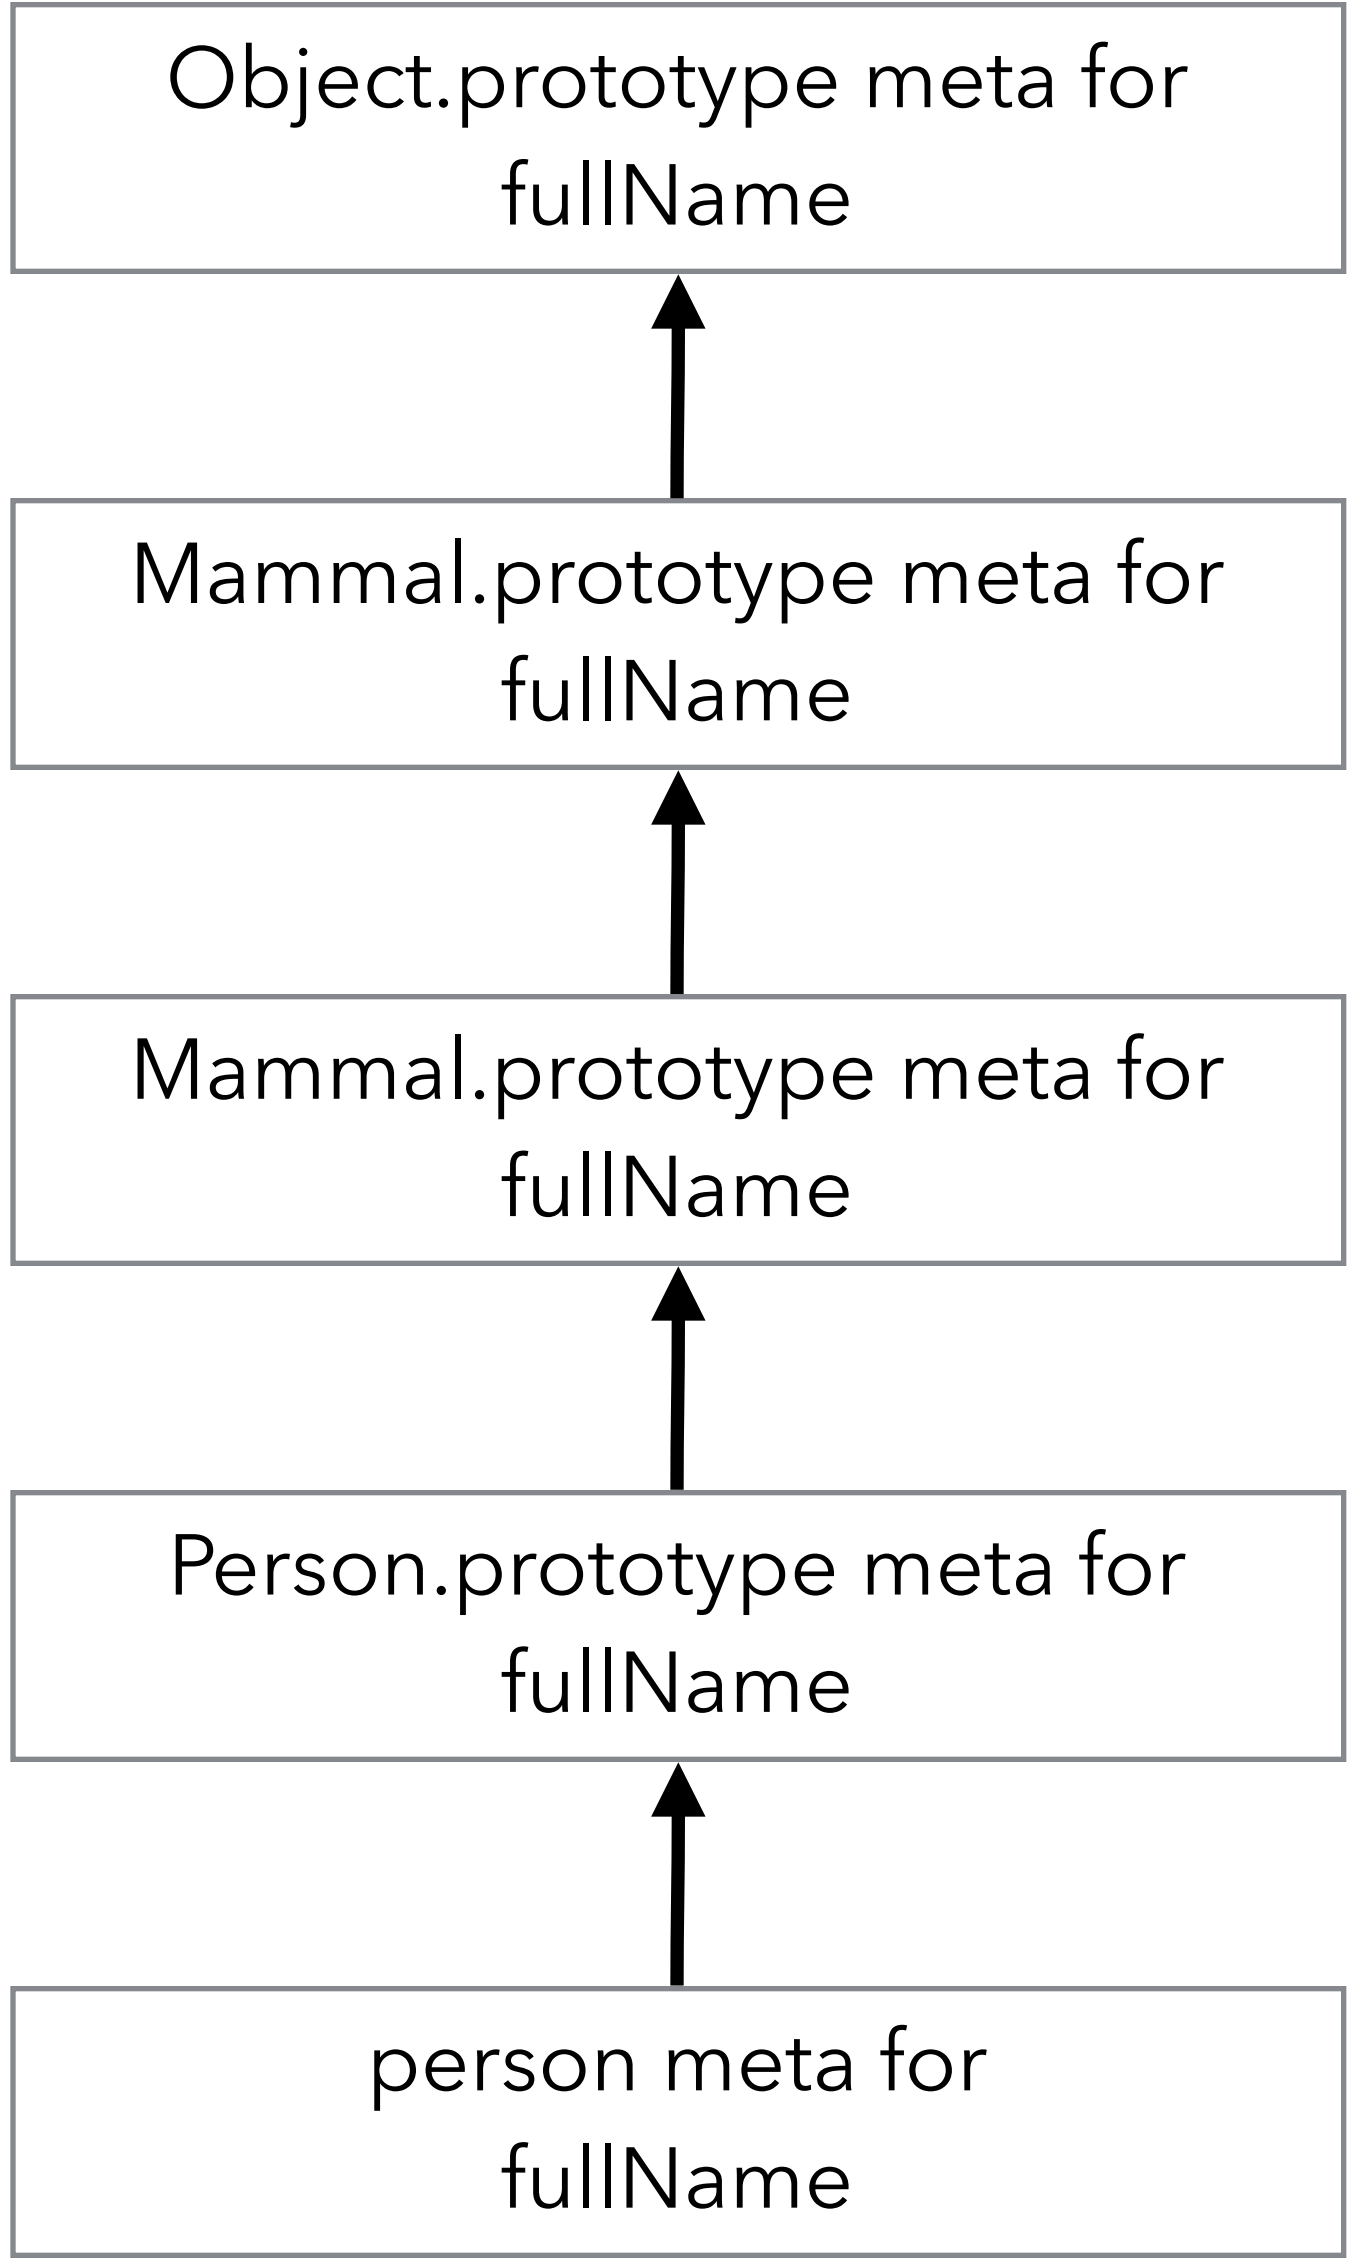 Object.prototype meta for
fullName
Mammal.prototype meta for
fullName
Mammal.prototype meta for
fullName
Person.prototype meta for
fullName
person meta for
fullName